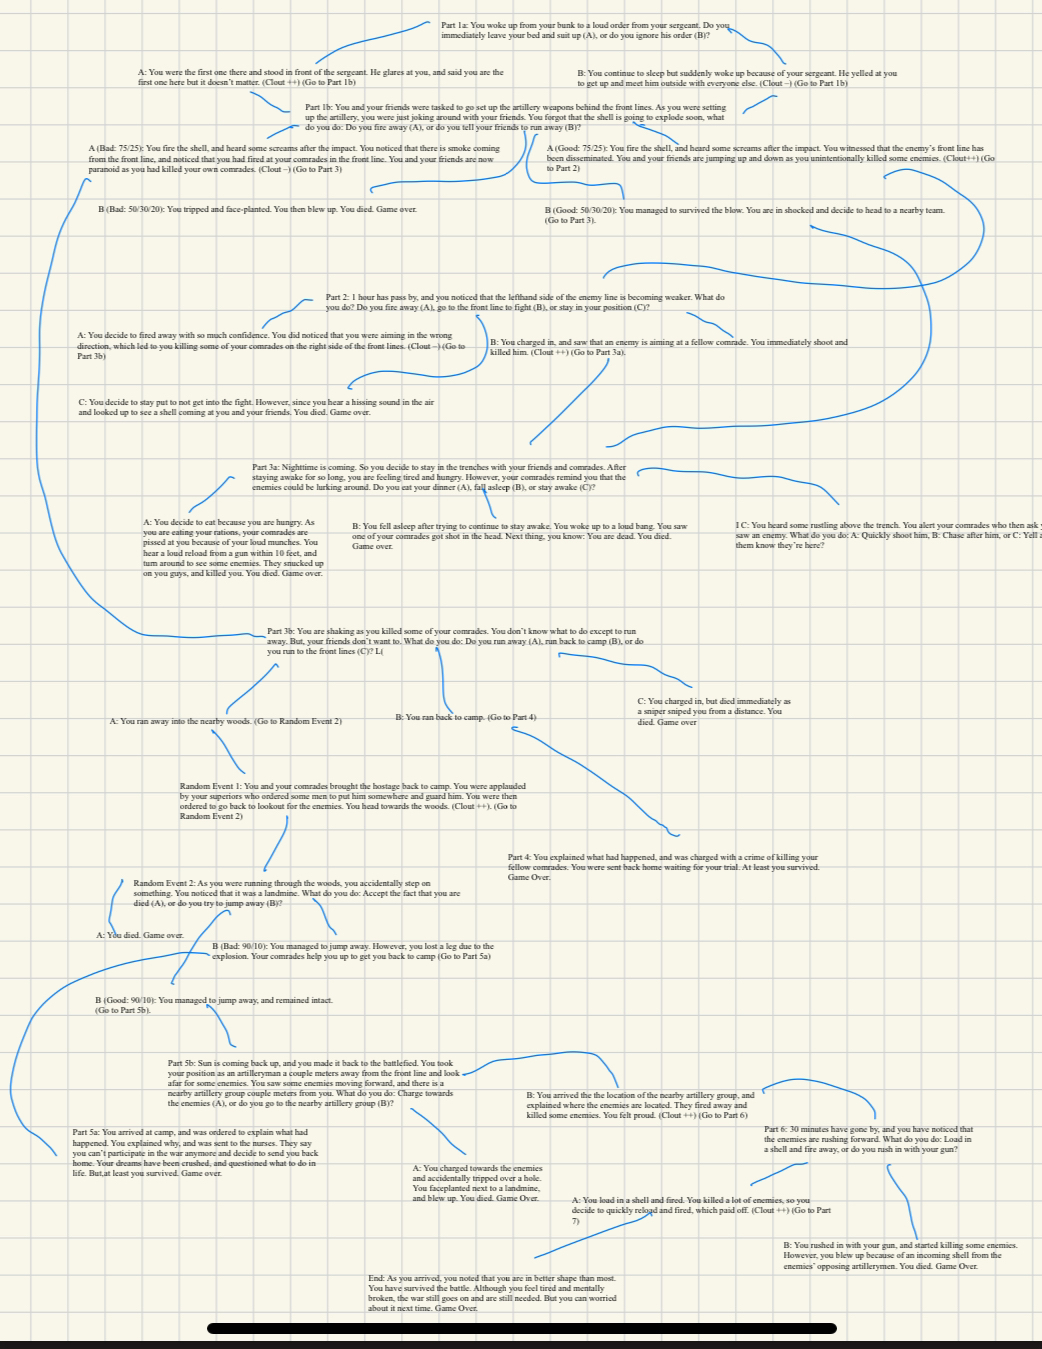 Part 1a: You woke up from your bunk to a loud order from your sergeant. Do you
immediately leave your bed and suit up (A), or do you ignore his order (B)?
A: You were the first one there and stood in front of the sergeant. He glares at you, and said you are the
first one here but it doesn't matter. (Clout ++) (Go to Part 1b)
B: You continue to sleep but suddenly woke up because of your sergeant. He yelled at you
to get up and meet him outside with everyone else. (Clout –) (Go to Part 1b)
Part 1b: You and your friends were tasked to go set up the artillery weapons behind the front lines. As you were setting
up the artillery, you were just joking around with your friends. You forgot that the shell is going to explode soon, what
do you do: Do you fire away (A), or do you tell your friends to run away (B)?
A (Bad: 75/25): You fire the shell, and heard some screams after the impact. You noticed that there is smoke coming
from the front line, and noticed that you had fired at your comrades in the front line. You and your friends are now
paranoid as you had killed your own comrades. (Clout –) (Go to Part 3)
A (Good: 75/25): You fire the shell, and heard some screams after the impact. You witnessed that the enemy's front line has
been disseminated. You and your friends are jumping up and down as you unintentionally killed some enemies. (Clout++) (Go
to Part 2)
B (Bad: 50/30/20): You tripped and face-planted. You then blew up. You died. Game over.
B (Good: 50/30/20): You managed to survived the blow. You are in shocked and decide to head to a nearby team.
(Go to Part 3).
Part 2: 1 hour has pass by, and you noticed that the lefthand side of the enemy line is becoming weaker. What do
you do? Do you fire away (A), go to the front line to fight (B), or stay in your position (C)?
A: You decide to fired away with so much confidence. You did noticed that you were aiming in the wrong
direction, which led to you killing some of your comrades on the right side of the front lines. (Clout –) (Go to
Part 3b)
B: You charged in, and saw that an enemy is aiming at a fellow comrade. You immediately shoot and
killed him. (Clout ++) (Go to Part 3a).
C: You decide to stay put to not get into the fight. However, since you hear a hissing sound in the air
and looked up to see a shell coming at you and your friends. You died. Game over.
Part 3a: Nighttime is coming. So you decide to stay in the trenches with your friends and comrades. After
staying awake for so long, you are feeling tired and hungry. However, your comrades remind you that the
enemies could be lurking around. Do you eat your dinner (A), fall asleep (B), or stay awake (C)?
A: You decide to eat because you are hungry. As
you are eating your rations, your comrades are
pissed at you because of your loud munches. You
hear a loud reload from a gun within 10 feet, and
turn around to see some enemies. They snucked up
on you guys, and killed you. You died. Game over.
B: You fell asleep after trying to continue to stay awake. You woke up to a loud bang. You saw
one of your comrades got shot in the head. Next thing, you know: You are dead. You died.
Game over.
I C: You heard some rustling above the trench. You alert your comrades who then ask
saw an enemy. What do you do: A: Quickly shoot him, B: Chase after him, or C: Yell
them know they're here?
Part 3b: You are shaking as you killed some of your comrades. You don't know what to do except to run
away. But, your friends don't want to. What do you do: Do you run away (A), run back to camp (B), or do
you run to the front lines (C)? L(
A: You ran away into the nearby woods. (Go to Random Event 2)
B: You ran back to camp. (Go to Part 4)
C: You charged in, but died immediately as
a sniper sniped you from a distance. You
died. Game over
Random Event 1: You and your comrades brought the hostage back to camp. You were applauded
by your superiors who ordered some men to put him somewhere and guard him. You were then
ordered to go back to lookout for the enemies. You head towards the woods. (Clout ++). (Go to
Random Event 2)
Part 4: You explained what had happened, and was charged with a crime of killing your
fellow comrades. You were sent back home waiting for your trial. At least you survived.
Game Over.
Random Event 2: As you were running through the woods, you accidentally step on
something. You noticed that it was a landmine. What do you do: Accept the fact that you are
died (A), or do you try to jump away (B)?
A: You died. Game over.
B (Bad: 90/10): You managed to jump away. However, you lost a leg due to the
explosion. Your comrades help you up to get you back to camp (Go to Part 5a)
B (Good: 90/10): You managed to jump away, and remained intact.
(Go to Part 5b).
Part 5b: Sun is coming back up, and you made it back to the battlefied. You took
your position as an artilleryman a couple meters away from the front line and look
afar for some enemies. You saw some enemies moving forward, and there is a
nearby artillery group couple meters from you. What do you do: Charge towards
the enemies (A), or do you go to the nearby artillery group (B)?
B: You arrived the the location of the nearby artillery group, and
explained where the enemies are located. They fired away and
killed some enemies. You felt proud. (Clout ++) (Go to Part 6)
Part 6: 30 minutes have gone by, and you have noticed that
the enemies are rushing forward. What do you do: Load in
a shell and fire away, or do you rush in with your gun?
Part 5a: You arrived at camp, and was ordered to explain what had
happened. You explained why, and was sent to the nurses. They say
you can't participate in the war anymore and decide to send you back
home. Your dreams have been crushed, and questioned what to do in
life. But,at least you survived. Game over.
A: You charged towards the enemies
and accidentally tripped over a hole.
You faceplanted next to a landmine,
and blew up. You died. Game Over.
A: You load in a shell and fired. You killed a lot of enemies, so you
decide to quickly reload and fired, which paid off. (Clout ++) (Go to Part
7)
B: You rushed in with your gun, and started killing some enemies.
However, you blew up because of an incoming shell from the
enemies' opposing artillerymen. You died. Game Over.
End: As you arrived, you noted that you are in better shape than most.
You have survived the battle. Although you feel tired and mentally
broken, the war still goes on and are still needed. But you can worried
about it next time. Game Over.